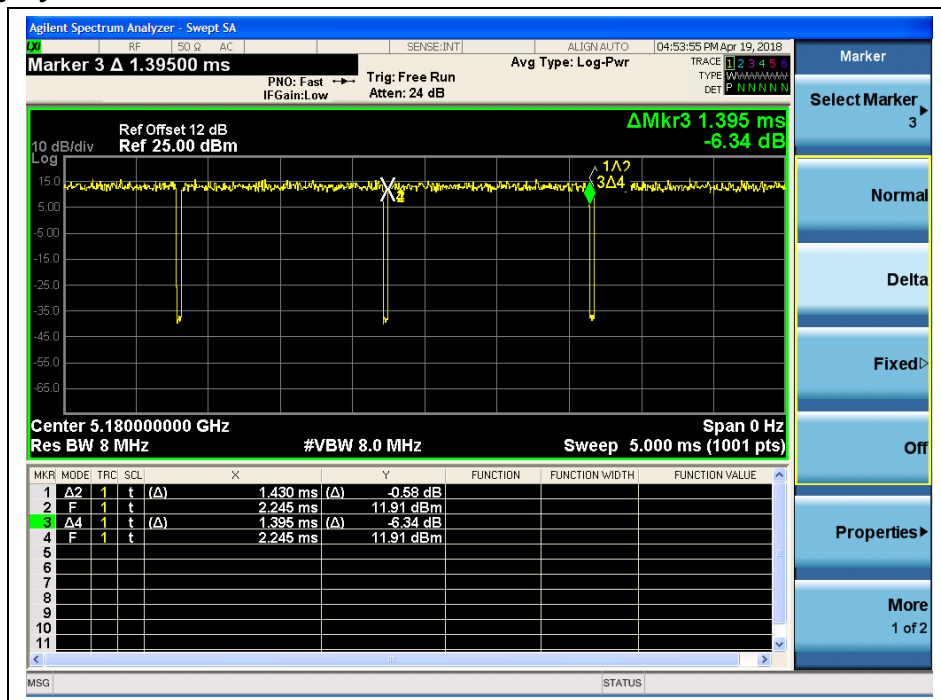 Agilent Spectrum Analyzer - Swept SA
LXI RF 50 Ω AC SENSE:INT ALIGN AUTO 04:53:55 PM Apr 19, 2018
Marker 3 Δ 1.39500 ms
PNO: Fast Trig: Free Run Avg Type: Log-Pwr TRACE 1 2 3 4 5 6
IFGain:Low Atten: 24 dB TYPE WWWWWW
DET P N N N N N
Marker
Select Marker
3
Normal
Delta
Fixed
Off
Properties
More
1 of 2
ΔMkr3 1.395 ms
-6.34 dB
Ref Offset 12 dB
10 dB/div Ref 25.00 dBm
Log
15.0
5.00
-5.00
-15.0
-25.0
-35.0
-45.0
-55.0
-65.0
1Δ2
3Δ4
Center 5.180000000 GHz Span 0 Hz
Res BW 8 MHz #VBW 8.0 MHz Sweep 5.000 ms (1001 pts)
MKR MODE TRC SCL X Y FUNCTION FUNCTION WIDTH FUNCTION VALUE
1 Δ2 1 t (Δ) 1.430 ms (Δ) -0.58 dB
2 F 1 t 2.245 ms 11.91 dBm
3 Δ4 1 t (Δ) 1.395 ms (Δ) -6.34 dB
4 F 1 t 2.245 ms 11.91 dBm
5
6
7
8
9
10
11
MSG STATUS